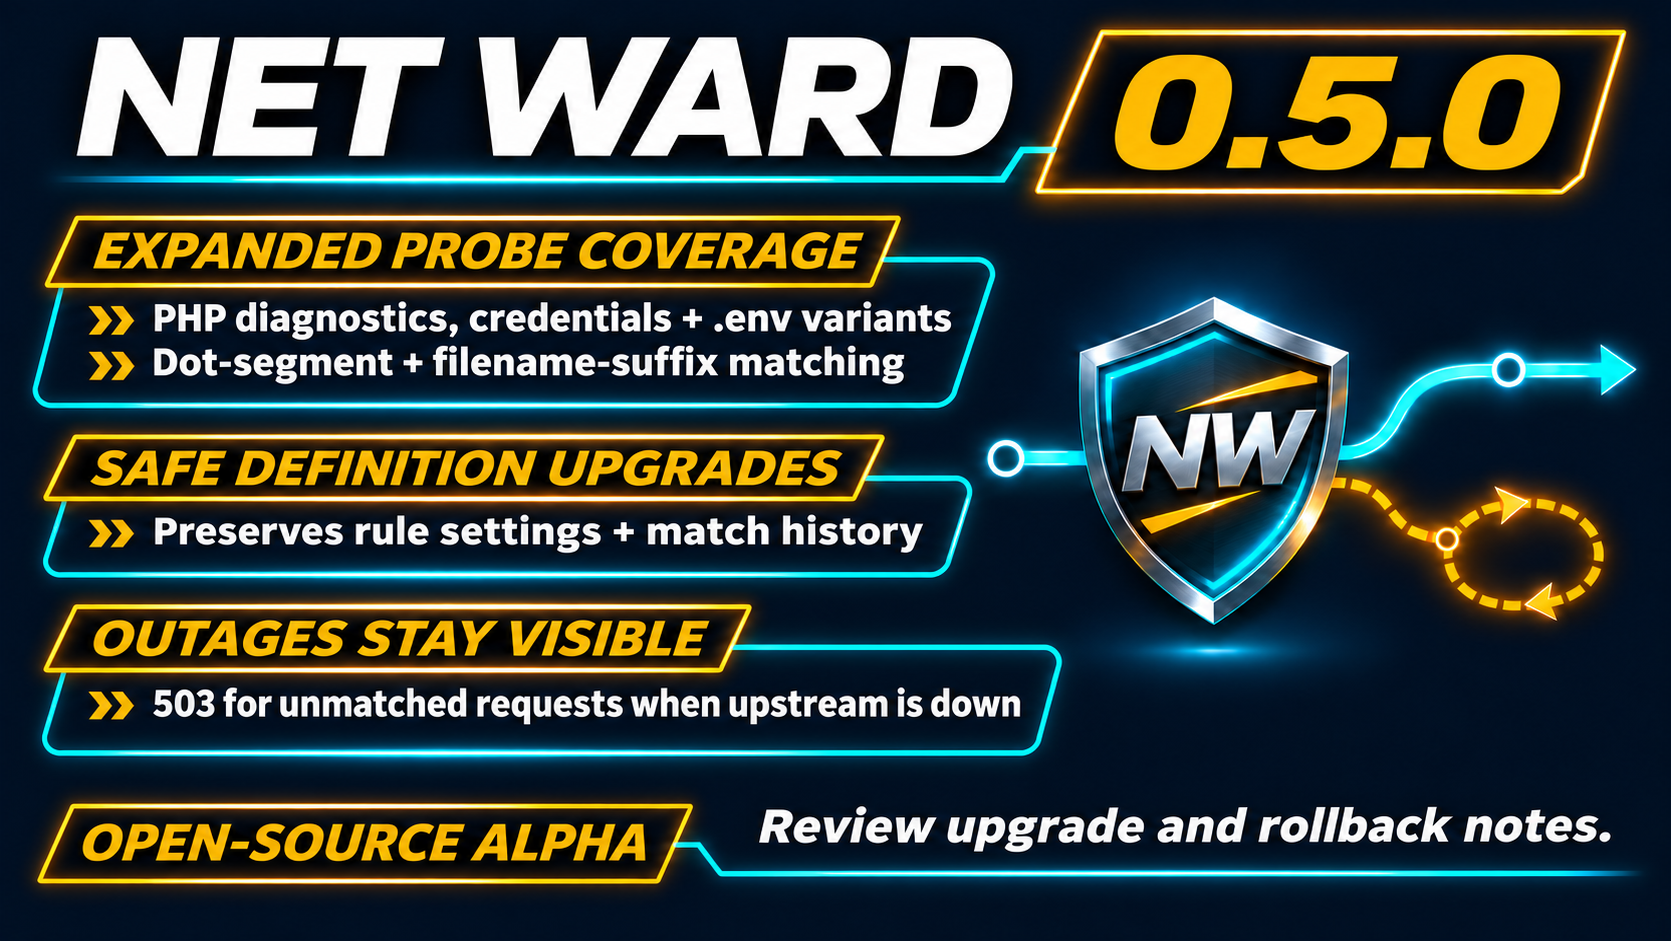 NET WARD 0.5.0
EXPANDED PROBE COVERAGE
PHP diagnostics, credentials + .env variants
Dot-segment + filename-suffix matching
SAFE DEFINITION UPGRADES
Preserves rule settings + match history
OUTAGES STAY VISIBLE
503 for unmatched requests when upstream is down
NW
OPEN-SOURCE ALPHA
Review upgrade and rollback notes.